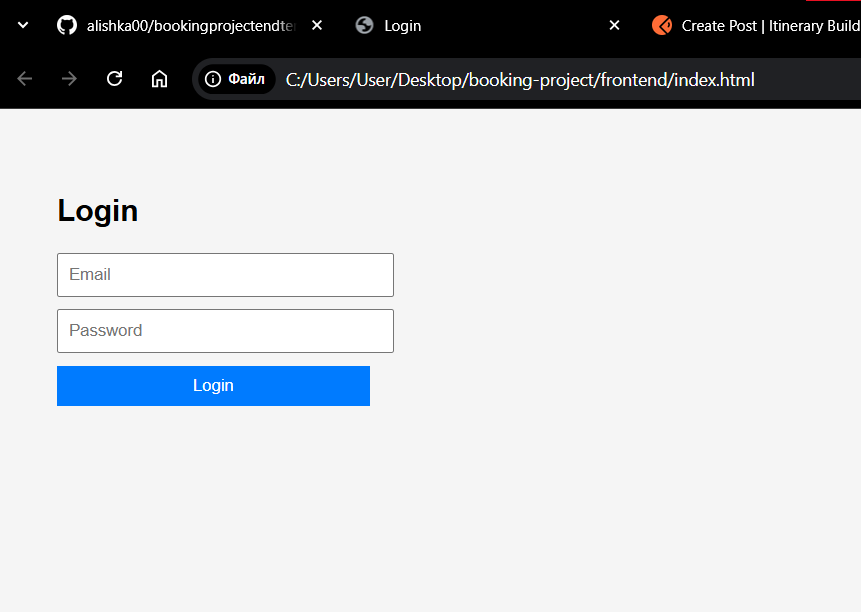 alishka00/bookingprojectendte
Login
Create Post | Itinerary Build
Файл
C:/Users/User/Desktop/booking-project/frontend/index.html
Login
Email
Password
Login